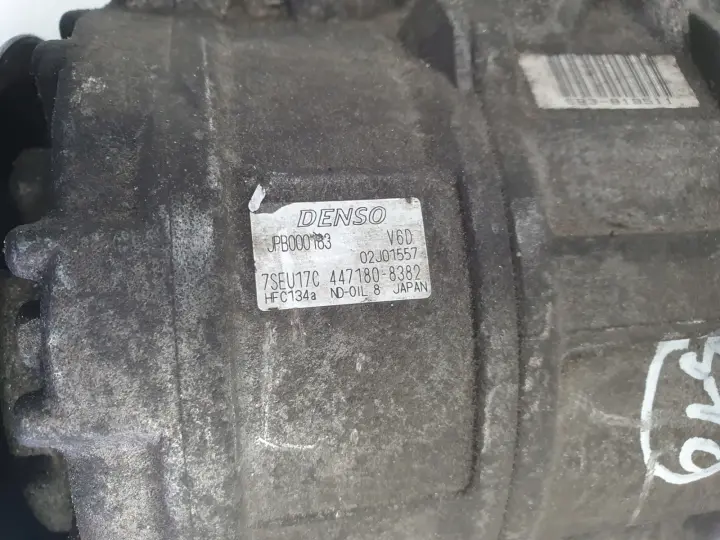 DENSO
JPB000183 V6D
02J01557
7SEU17C 447180-8382
HFC134a ND-OIL 8 JAPAN